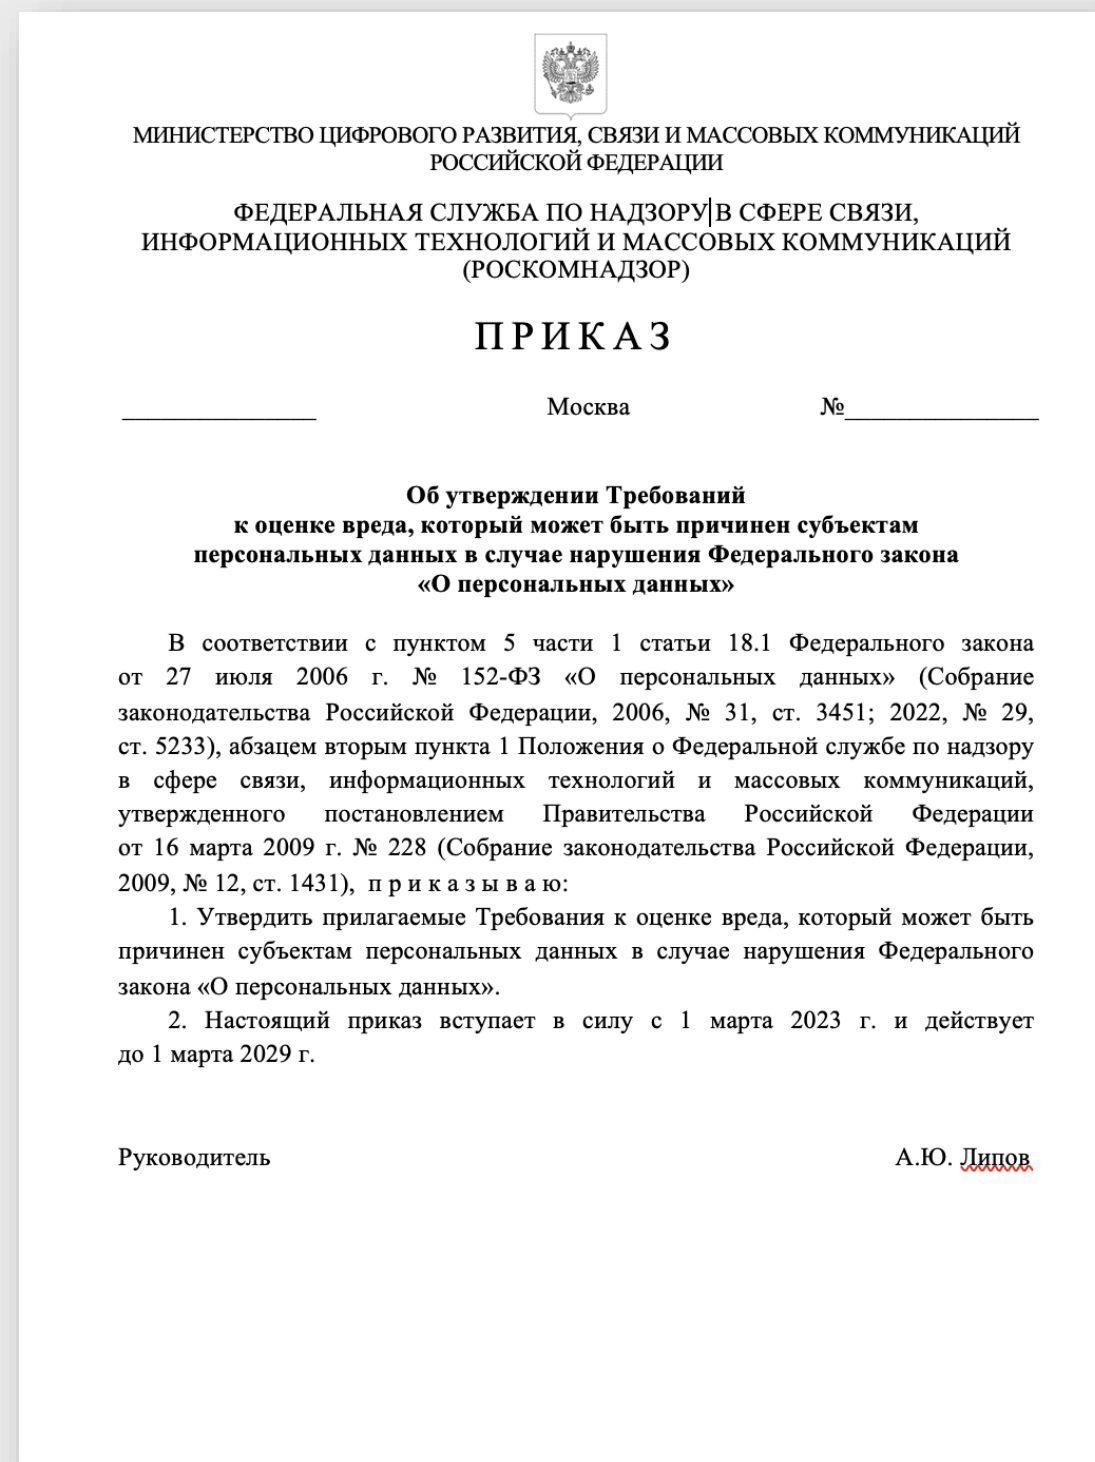 МИНИСТЕРСТВО ЦИФРОВОГО РАЗВИТИЯ, СВЯЗИ И МАССОВЫХ КОММУНИКАЦИЙ
РОССИЙСКОЙ ФЕДЕРАЦИИ
ФЕДЕРАЛЬНАЯ СЛУЖБА ПО НАДЗОРУ В СФЕРЕ СВЯЗИ,
ИНФОРМАЦИОННЫХ ТЕХНОЛОГИЙ И МАССОВЫХ КОММУНИКАЦИЙ
(РОСКОМНАДЗОР)
ПРИКАЗ
_______________ Москва №_______________
Об утверждении Требований
к оценке вреда, который может быть причинен субъектам
персональных данных в случае нарушения Федерального закона
«О персональных данных»
В соответствии с пунктом 5 части 1 статьи 18.1 Федерального закона
от 27 июля 2006 г. № 152-ФЗ «О персональных данных» (Собрание
законодательства Российской Федерации, 2006, № 31, ст. 3451; 2022, № 29,
ст. 5233), абзацем вторым пункта 1 Положения о Федеральной службе по надзору
в сфере связи, информационных технологий и массовых коммуникаций,
утвержденного постановлением Правительства Российской Федерации
от 16 марта 2009 г. № 228 (Собрание законодательства Российской Федерации,
2009, № 12, ст. 1431), п р и к а з ы в а ю:
1. Утвердить прилагаемые Требования к оценке вреда, который может быть
причинен субъектам персональных данных в случае нарушения Федерального
закона «О персональных данных».
2. Настоящий приказ вступает в силу с 1 марта 2023 г. и действует
до 1 марта 2029 г.
Руководитель А.Ю. Липов